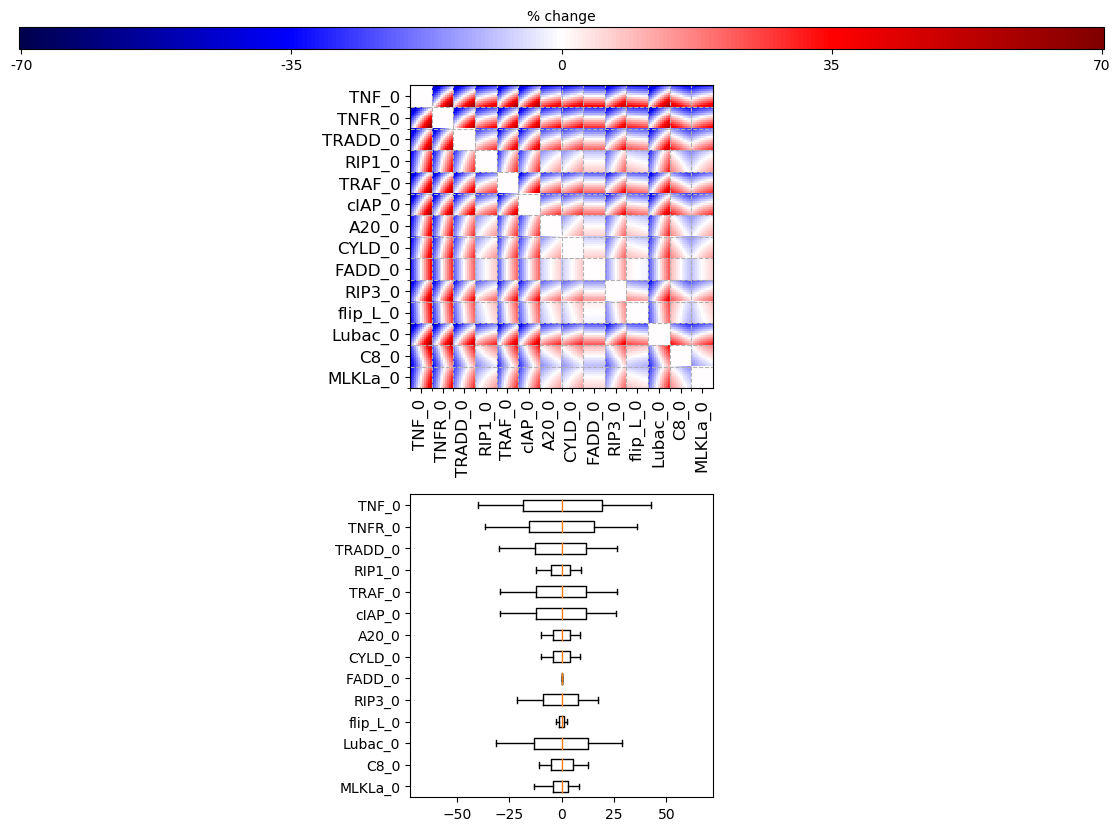 % change
-70 -35 0 35 70
TNF_0
TNFR_0
TRADD_0
RIP1_0
TRAF_0
cIAP_0
A20_0
CYLD_0
FADD_0
RIP3_0
flip_L_0
Lubac_0
C8_0
MLKLa_0
TNF_0 TNFR_0 TRADD_0 RIP1_0 TRAF_0 cIAP_0 A20_0 CYLD_0 FADD_0 RIP3_0 flip_L_0 Lubac_0 C8_0 MLKLa_0
TNF_0
TNFR_0
TRADD_0
RIP1_0
TRAF_0
cIAP_0
A20_0
CYLD_0
FADD_0
RIP3_0
flip_L_0
Lubac_0
C8_0
MLKLa_0
−50 −25 0 25 50